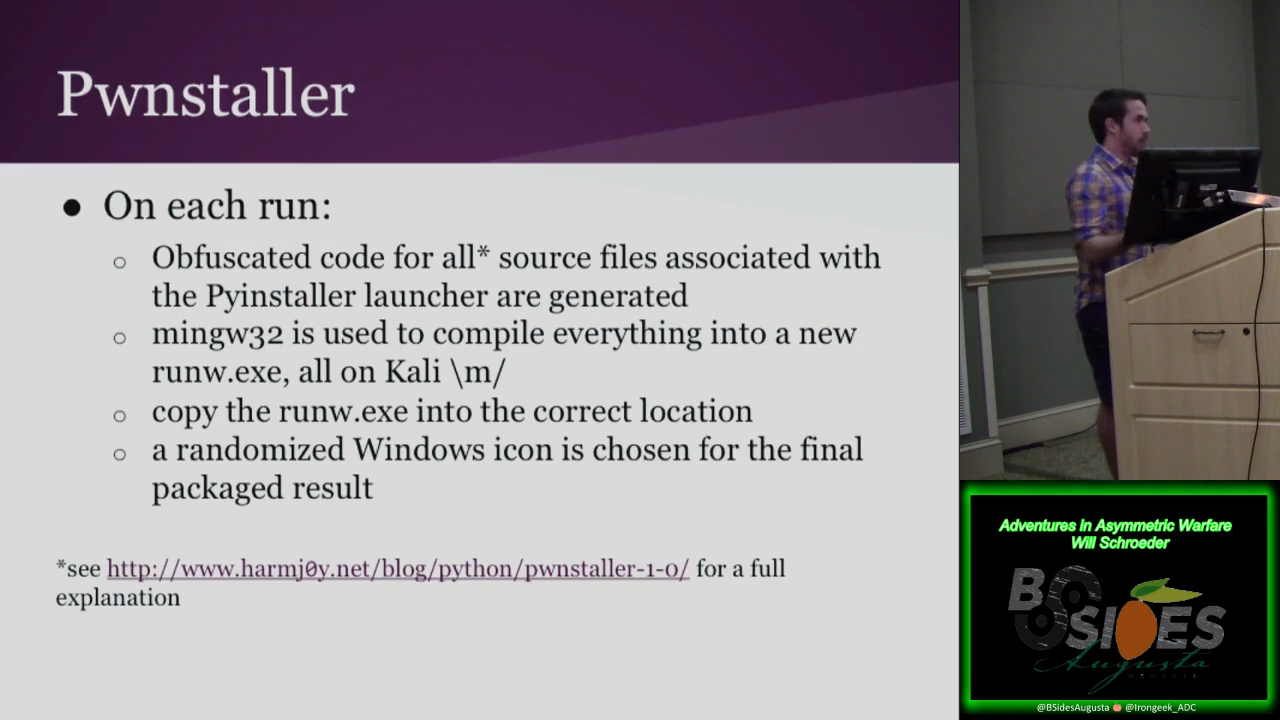 Pwnstaller
● On each run:
○ Obfuscated code for all* source files associated with
the Pyinstaller launcher are generated
○ mingw32 is used to compile everything into a new
runw.exe, all on Kali \m/
○ copy the runw.exe into the correct location
○ a randomized Windows icon is chosen for the final
packaged result
*see http://www.harmj0y.net/blog/python/pwnstaller-1-0/ for a full
explanation
Adventures in Asymmetric Warfare
Will Schroeder
BSIDES
Augusta
GEORGIA
@BSidesAugusta @Irongeek_ADC